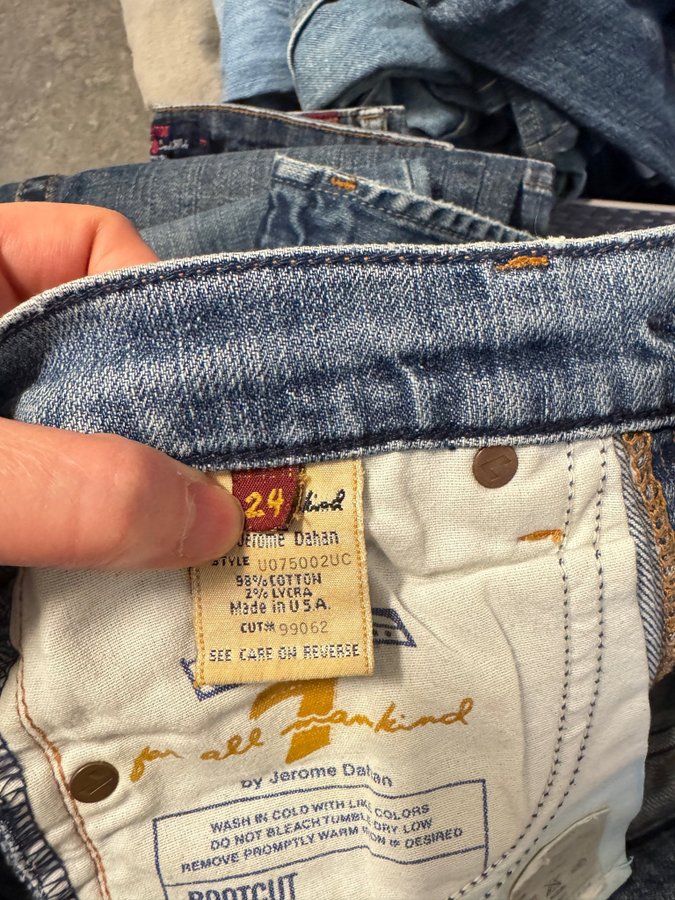 24
kind
Jerome Dahan
STYLE U075002UC
98% COTTON
2% LYCRA
Made in U.S.A.
CUT# 99062
SEE CARE ON REVERSE
7
for all mankind
by Jerome Dahan
WASH IN COLD WITH LIKE COLORS
DO NOT BLEACH TUMBLE DRY LOW
REMOVE PROMPTLY WARM IRON IF DESIRED
BOOTCUT